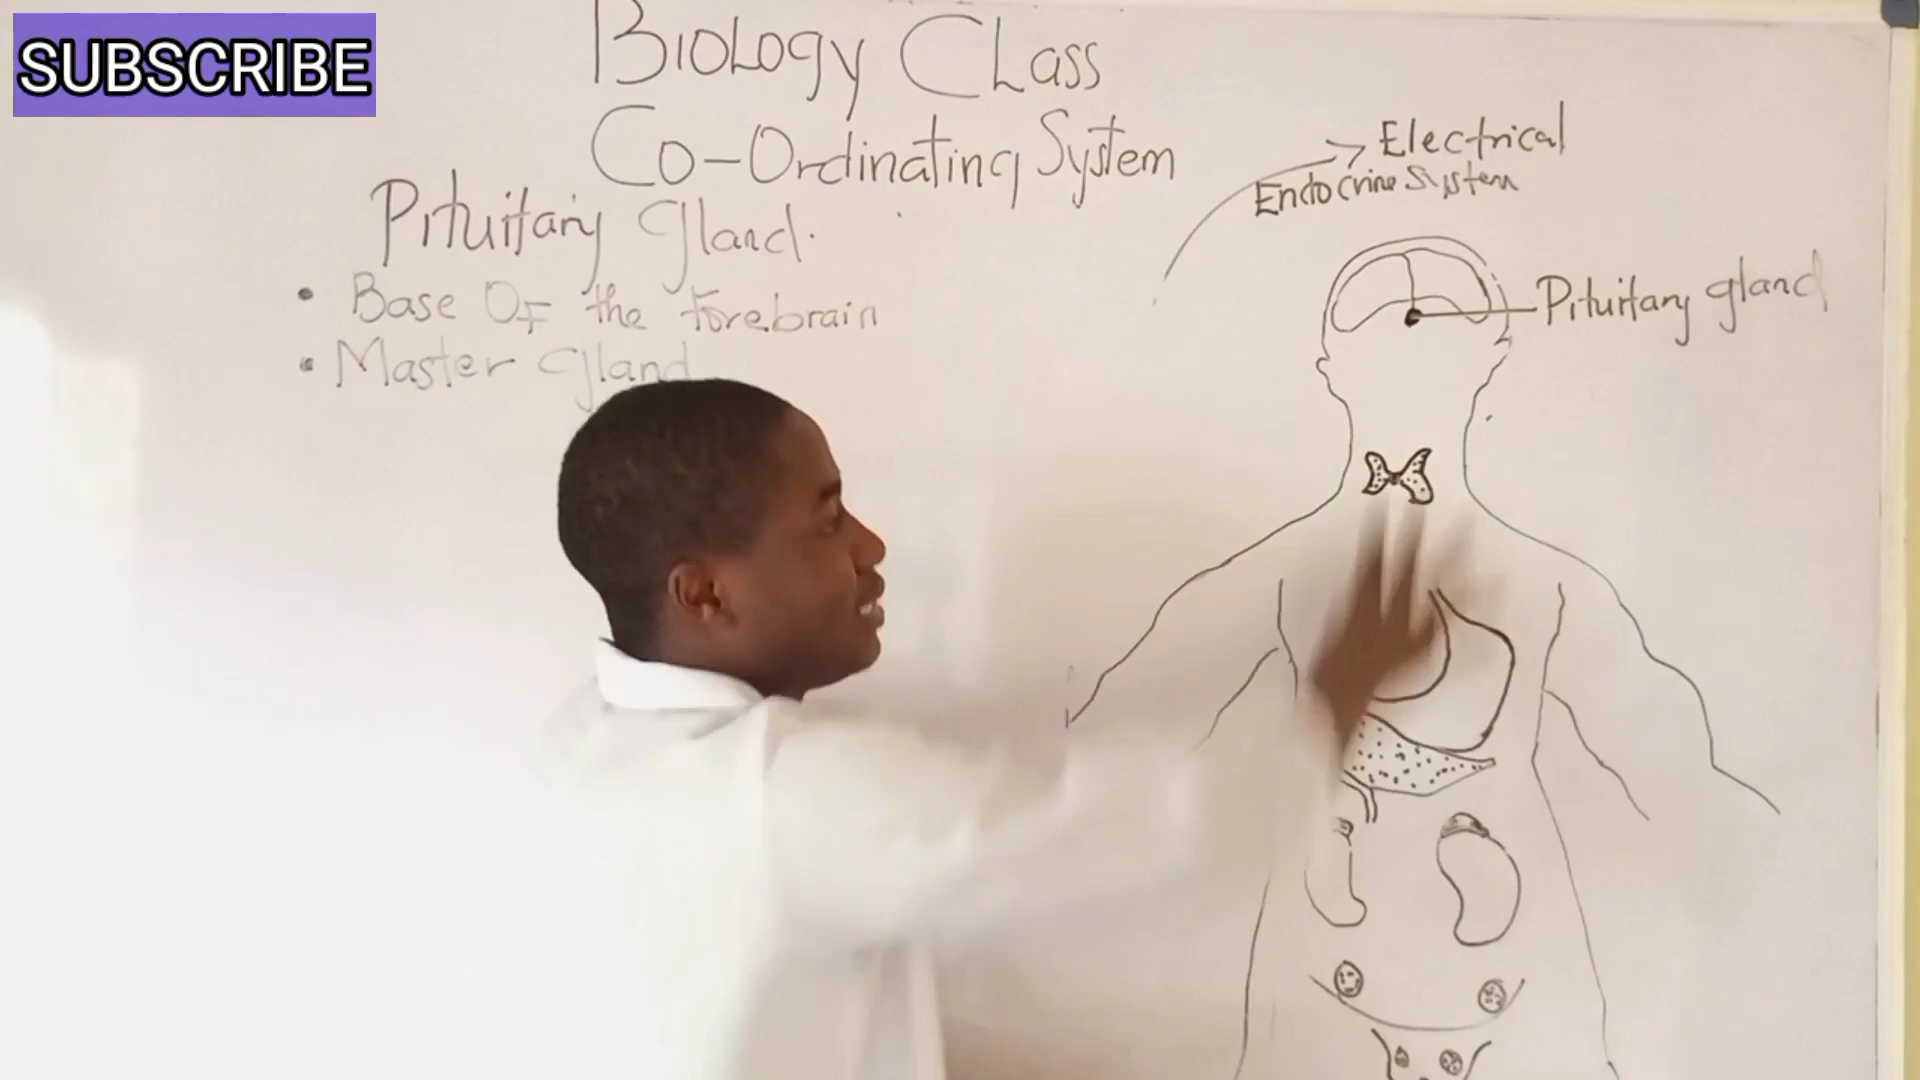 SUBSCRIBE
Biology Class
Co-Ordinating System
Pituitary Gland.
• Base OF the forebrain
• Master Gland
Electrical
Endocrine System
Pituitary gland